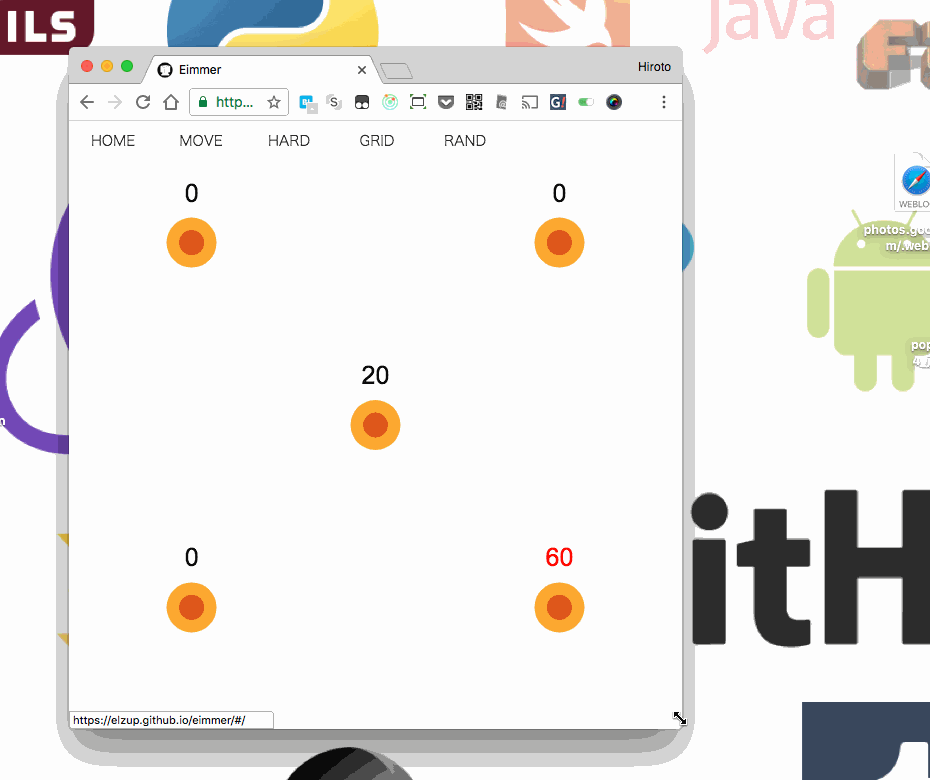 ILS
Java
Eimmer
Hiroto
http...
HOME MOVE HARD GRID RAND
0 0
20
0 60
https://elzup.github.io/eimmer/#/
WEBLO
photos.goo
m/.web
pop
itH